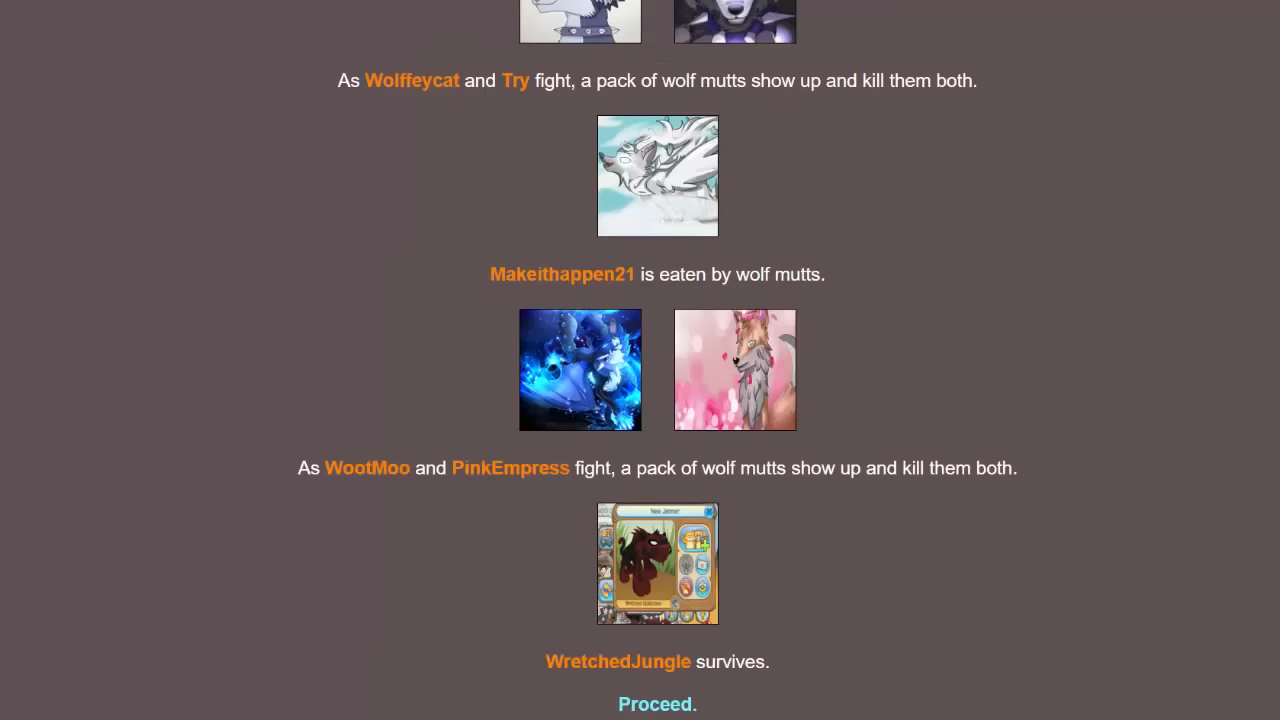 As Wolffeycat and Try fight, a pack of wolf mutts show up and kill them both.
Makeithappen21 is eaten by wolf mutts.
As WootMoo and PinkEmpress fight, a pack of wolf mutts show up and kill them both.
New Jammer
WretchedJungle survives.
Proceed.